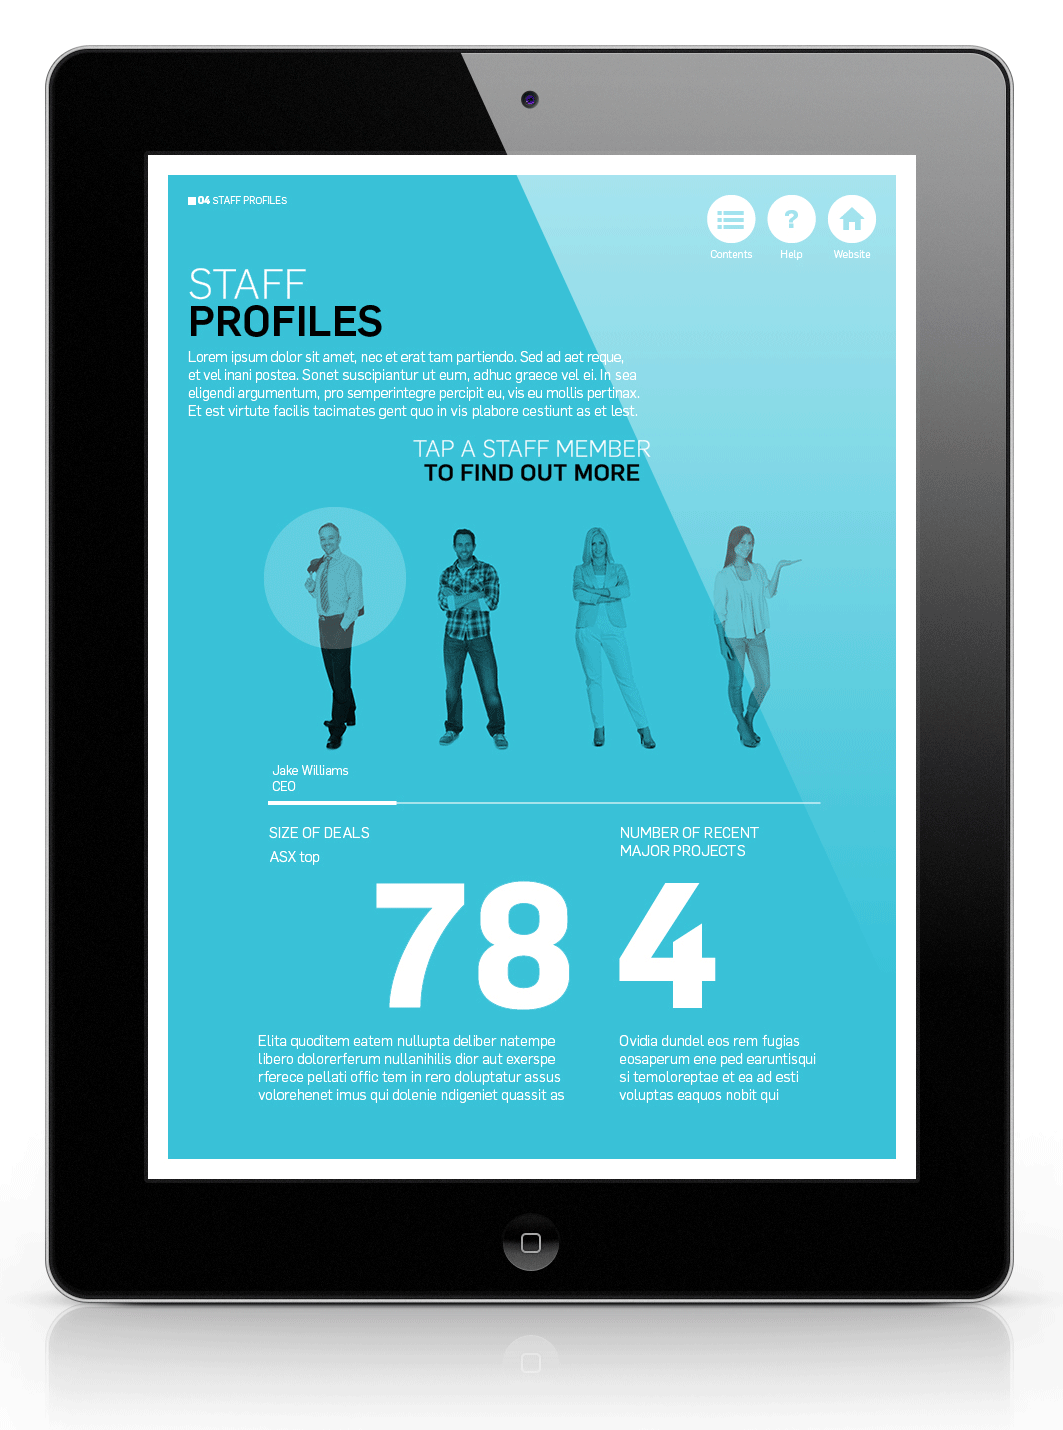 04 STAFF PROFILES
Contents
Help
Website
STAFF
PROFILES
Lorem ipsum dolor sit amet, nec et erat tam partiendo. Sed ad aet reque,
et vel inani postea. Sonet suscipiantur ut eum, adhuc graece vel ei. In sea
eligendi argumentum, pro semperintegre percipit eu, vis eu mollis pertinax.
Et est virtute facilis tacimates gent quo in vis plabore cestiunt as et lest.
TAP A STAFF MEMBER
TO FIND OUT MORE
Jake Williams
CEO
SIZE OF DEALS
ASX top
78
Elita quoditem eatem nullupta deliber natempe
libero dolorerferum nullanihilis dior aut exerspe
rferece pellati offic tem in rero doluptatur assus
volorehenet imus qui dolenie ndigeniet quassit as
NUMBER OF RECENT
MAJOR PROJECTS
4
Ovidia dundel eos rem fugias
eosaperum ene ped earuntisqui
si temoloreptae et ea ad esti
voluptas eaquos nobit qui